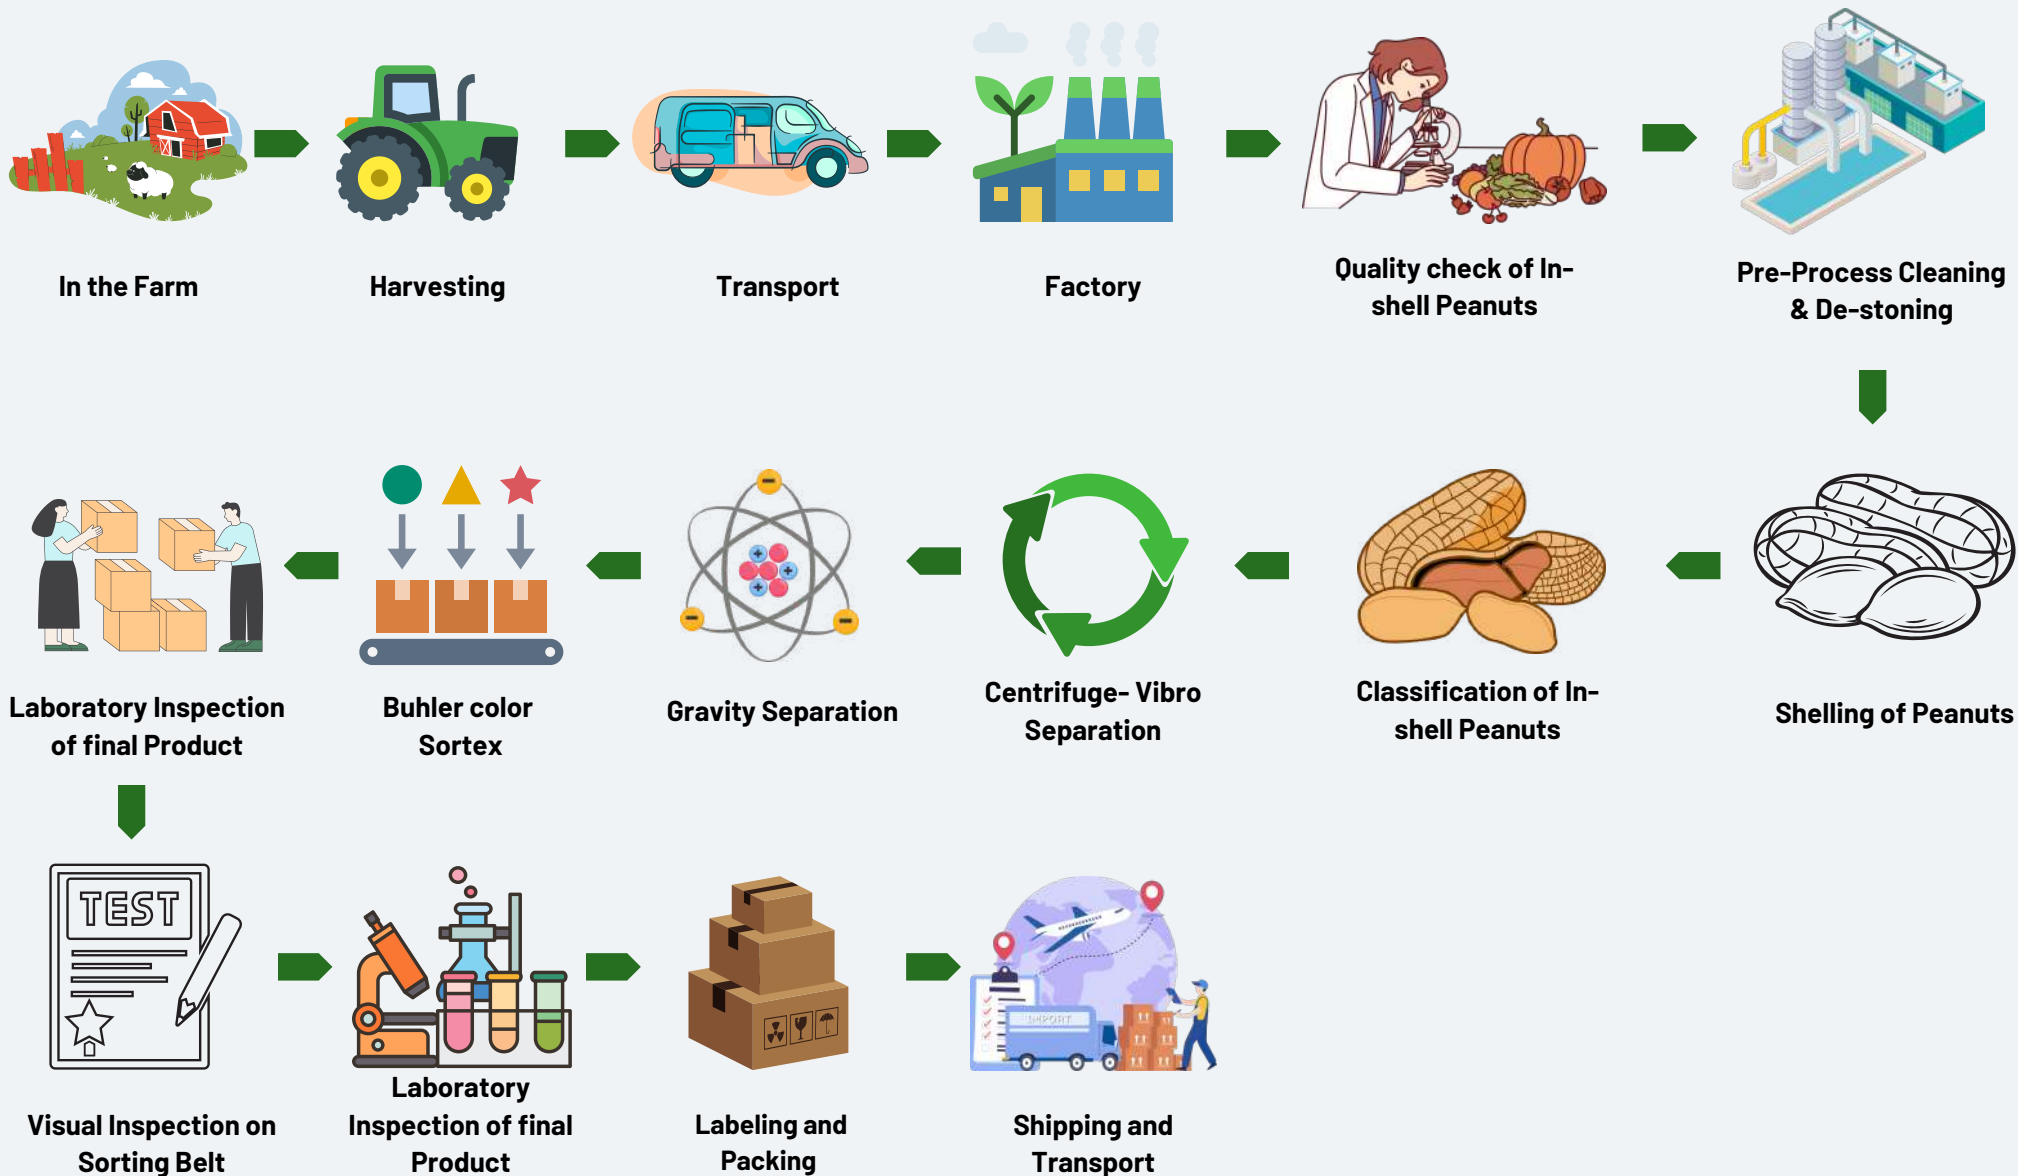 In the Farm
Harvesting
Transport
Factory
Quality check of In-
shell Peanuts
Pre-Process Cleaning
& De-stoning
Shelling of Peanuts
Classification of In-
shell Peanuts
Centrifuge- Vibro
Separation
Gravity Separation
Buhler color
Sortex
Laboratory Inspection
of final Product
TEST
Visual Inspection on
Sorting Belt
Laboratory
Inspection of final
Product
Labeling and
Packing
IMPORT
Shipping and
Transport